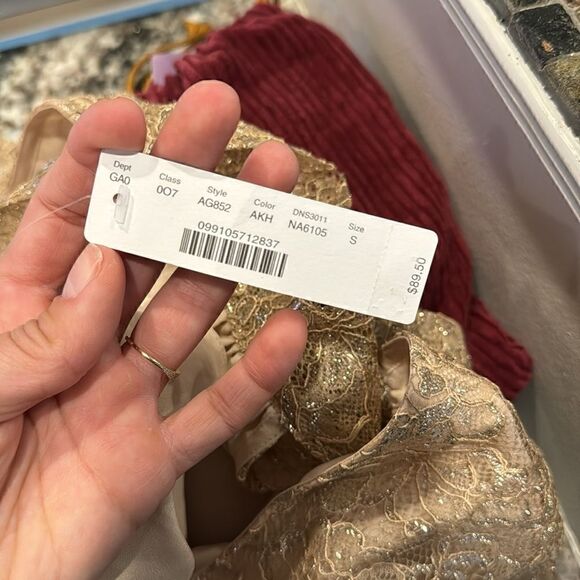 Dept Class Style Color DNS3011 Size
GA0 0O7 AG852 AKH NA6105 S
099105712837
$89.50